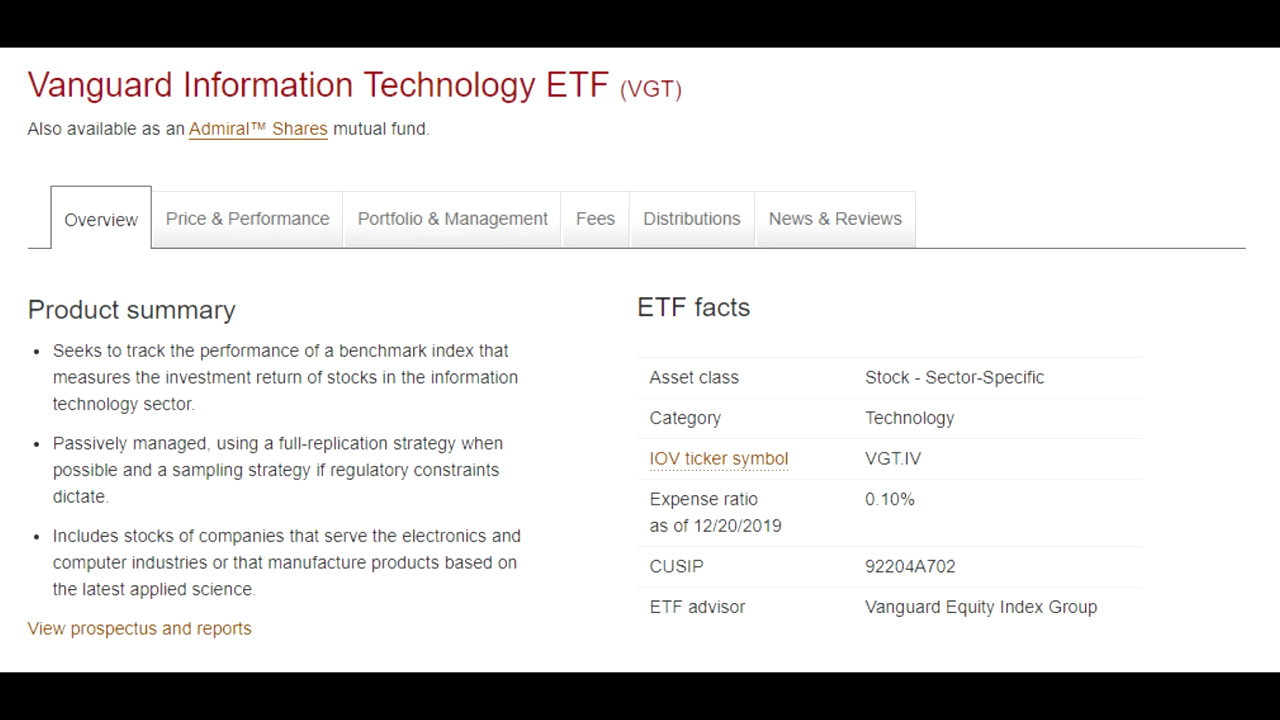 Vanguard Information Technology ETF (VGT)
Also available as an Admiral™ Shares mutual fund.
Overview
Price & Performance
Portfolio & Management
Fees
Distributions
News & Reviews
Product summary
• Seeks to track the performance of a benchmark index that
measures the investment return of stocks in the information
technology sector.
• Passively managed, using a full-replication strategy when
possible and a sampling strategy if regulatory constraints
dictate.
• Includes stocks of companies that serve the electronics and
computer industries or that manufacture products based on
the latest applied science.
View prospectus and reports
ETF facts
Asset class Stock - Sector-Specific
Category Technology
IOV ticker symbol VGT.IV
Expense ratio 0.10%
as of 12/20/2019
CUSIP 92204A702
ETF advisor Vanguard Equity Index Group